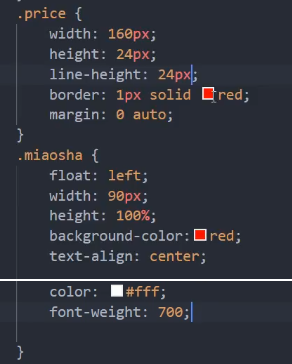 .price {
width: 160px;
height: 24px;
line-height: 24px;
border: 1px solid red;
margin: 0 auto;
}
.miaosha {
float: left;
width: 90px;
height: 100%;
background-color: red;
text-align: center;
color: #fff;
font-weight: 700;
}